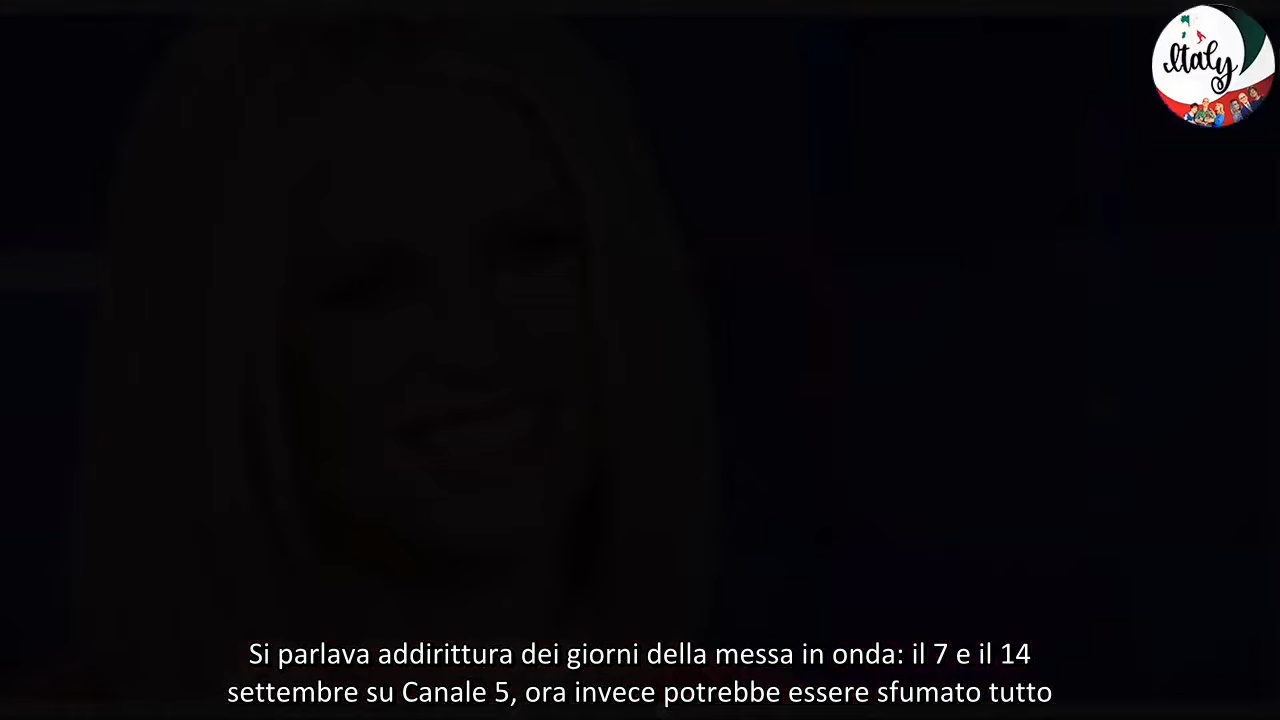 Italy
Si parlava addirittura dei giorni della messa in onda: il 7 e il 14
settembre su Canale 5, ora invece potrebbe essere sfumato tutto